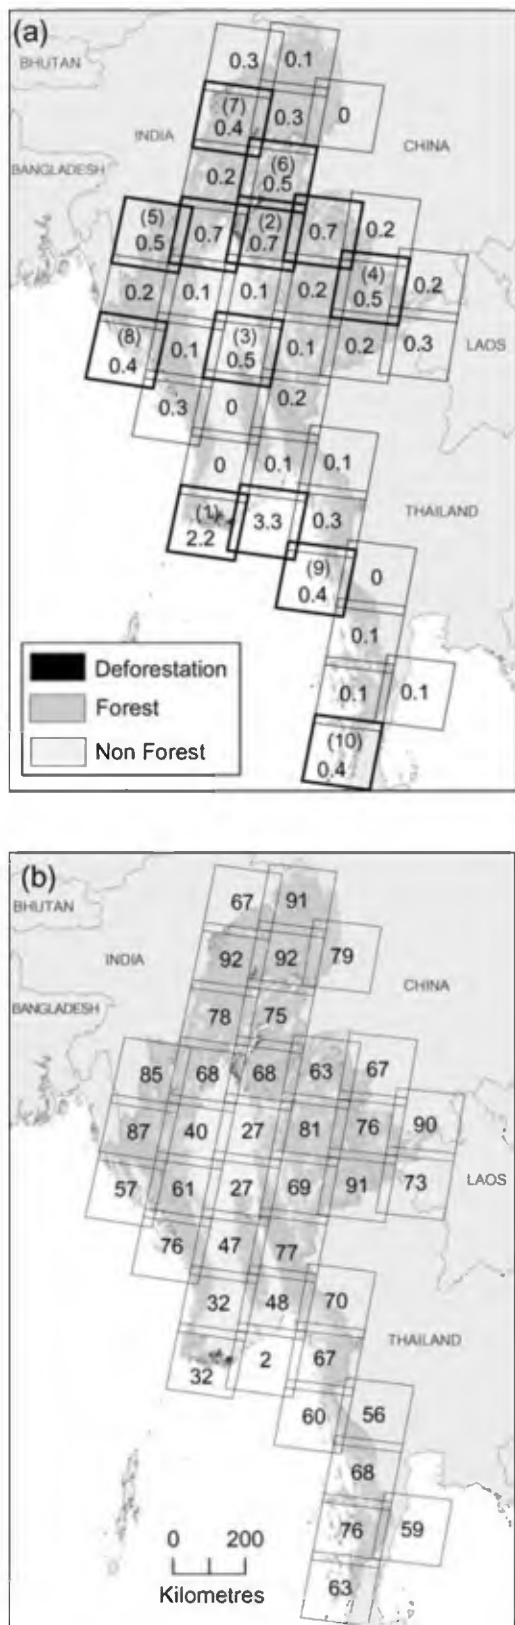 (a)
BHUTAN
0.3 0.1
(7)
INDIA 0.4 0.3 0
CHINA
BANGLADESH
0.2 (6)
0.5
(5) (2)
0.5 0.7 0.7 0.7 0.2
(4)
0.2 0.1 0.1 0.2 0.5 0.2
(8) (3)
0.4 0.1 0.5 0.1 0.2 0.3
LAOS
0.3 0 0.2
0 0.1 0.1
(1)
2.2 3.3 0.3
THAILAND
(9)
0.4 0
0.1
0.1 0.1
(10)
0.4
Deforestation
Forest
Non Forest
(b)
BHUTAN
67 91
INDIA
92 92 79
CHINA
BANGLADESH
78 75
85 68 68 63 67
87 40 27 81 76 90
57 61 27 69 91 73
LAOS
76 47 77
32 48 70
THAILAND
32 2 67
60 56
68
76 59
63
0 200
Kilometres